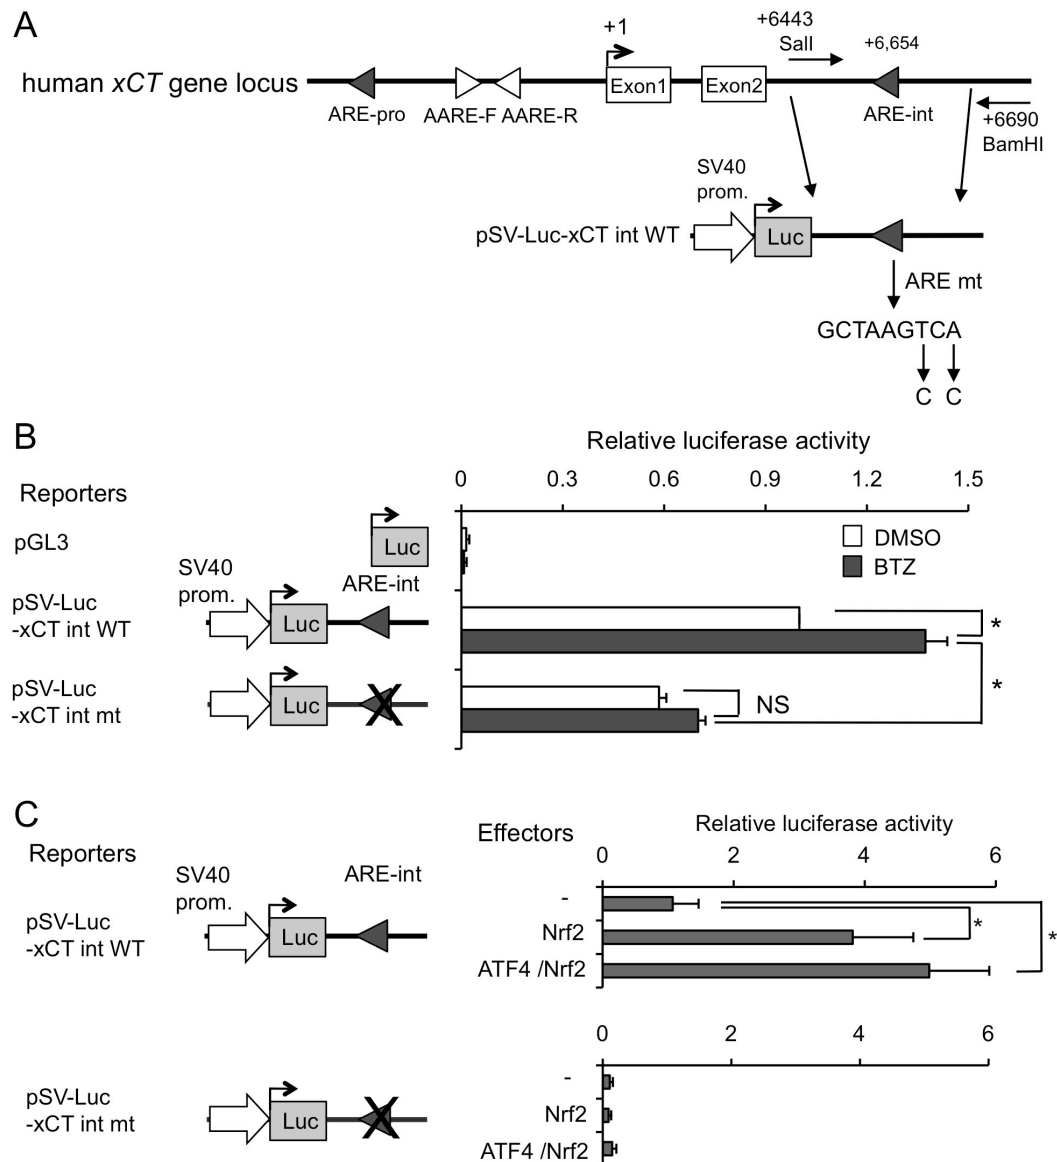 A
+1
+6443
SalI
+6,654
human xCT gene locus
Exon1
Exon2
ARE-pro
AARE-F
AARE-R
ARE-int
+6690
BamHI
SV40
prom.
pSV-Luc-xCT int WT
Luc
ARE mt
GCTAAGTCA
C C
B
Relative luciferase activity
0 0.3 0.6 0.9 1.2 1.5
Reporters
pGL3
Luc
DMSO
BTZ
SV40
prom.
ARE-int
pSV-Luc
-xCT int WT
Luc
*
pSV-Luc
-xCT int mt
Luc
NS
*
C
Reporters
Effectors
Relative luciferase activity
0 2 4 6
SV40
prom.
ARE-int
pSV-Luc
-xCT int WT
Luc
-
Nrf2
ATF4 /Nrf2
*
*
0 2 4 6
pSV-Luc
-xCT int mt
Luc
-
Nrf2
ATF4 /Nrf2